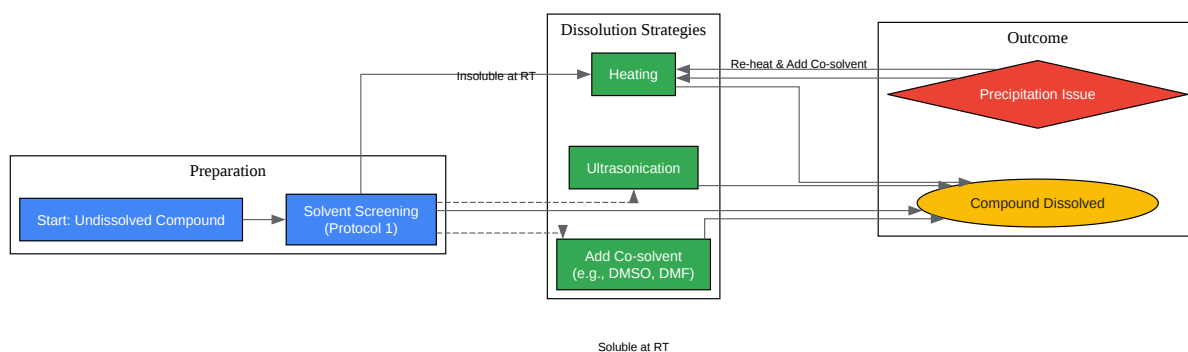 Preparation
Start: Undissolved Compound
Solvent Screening
(Protocol 1)
Insoluble at RT
Dissolution Strategies
Heating
Ultrasonication
Add Co-solvent
(e.g., DMSO, DMF)
Re-heat & Add Co-solvent
Outcome
Precipitation Issue
Compound Dissolved
Soluble at RT